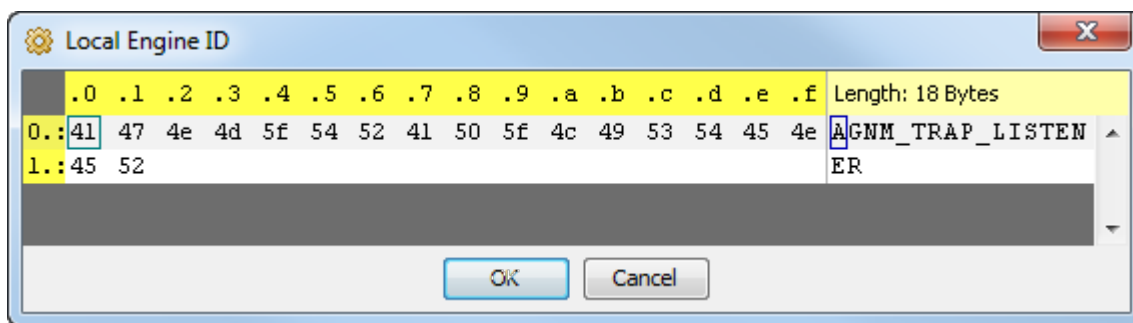 Local Engine ID
.0 .1 .2 .3 .4 .5 .6 .7 .8 .9 .a .b .c .d .e .f Length: 18 Bytes
0.: 41 47 4e 4d 5f 54 52 41 50 5f 4c 49 53 54 45 4e AGNM_TRAP_LISTEN
1.: 45 52 ER
OK Cancel